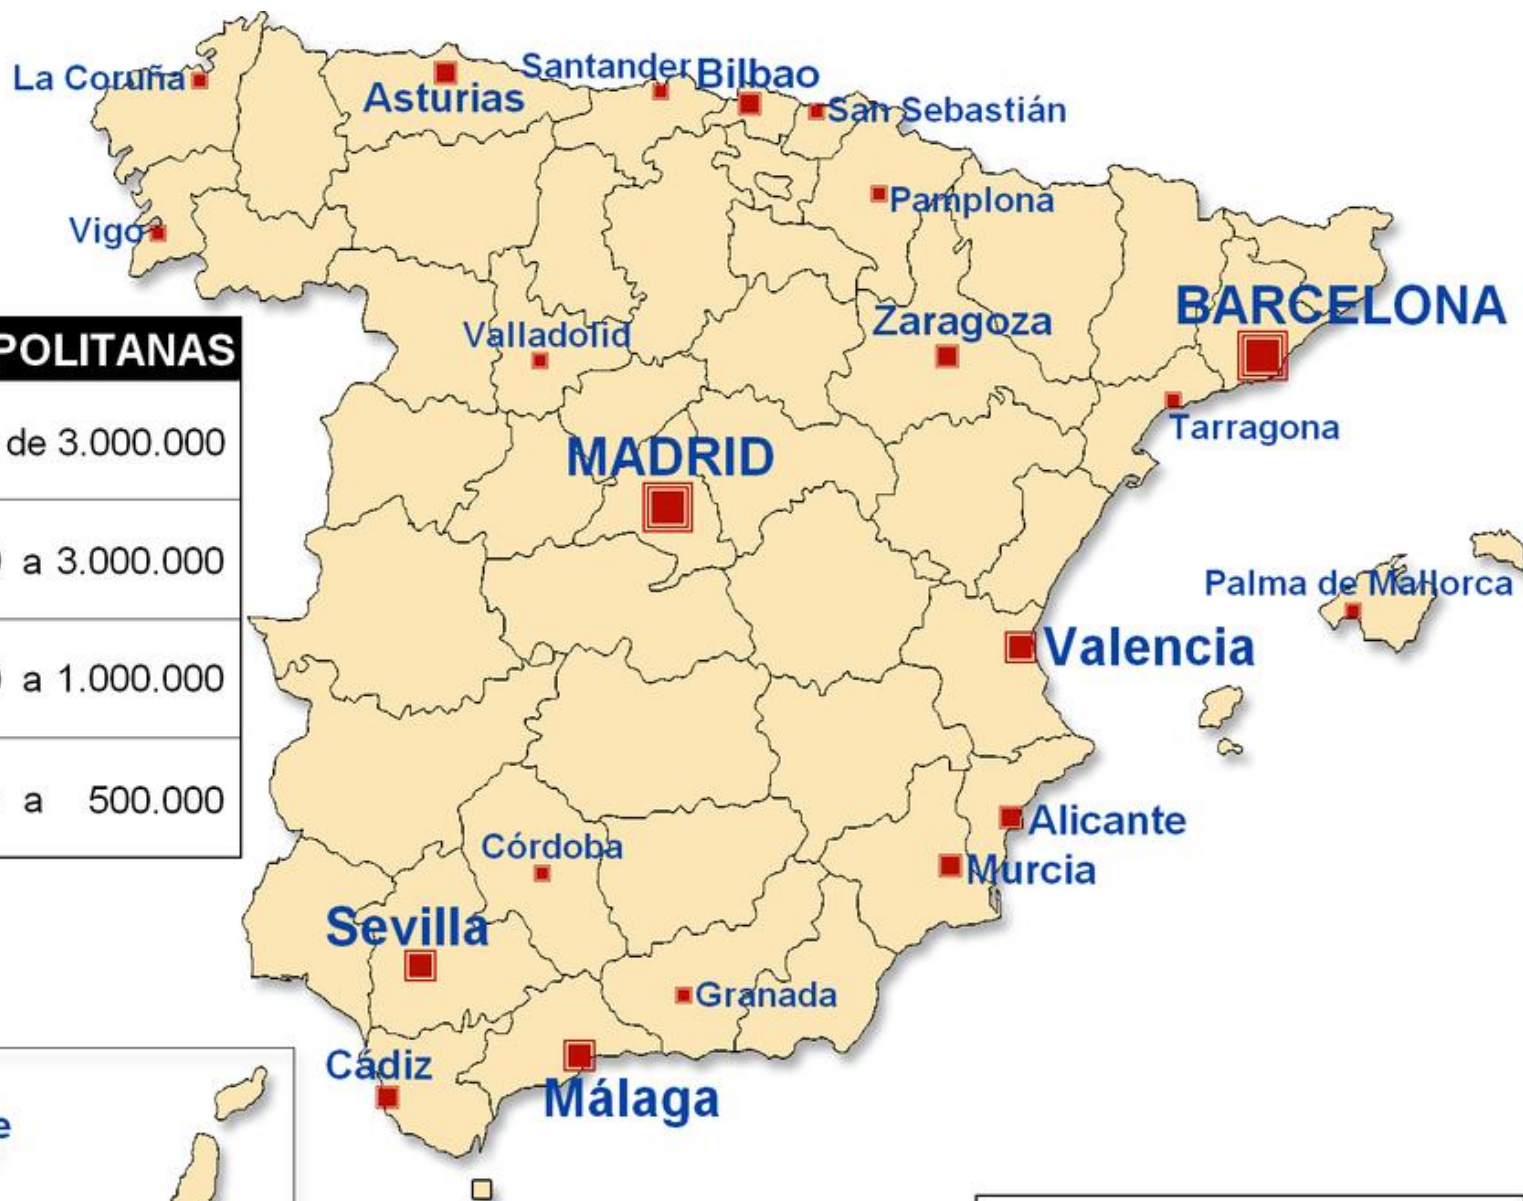 La Coruña
Asturias
Santander
Bilbao
San Sebastián
Pamplona
Vigo
BARCELONA
Zaragoza
Valladolid
POLITANAS
Tarragona
de 3.000.000
MADRID
a 3.000.000
Palma de Mallorca
Valencia
a 1.000.000
a 500.000
Alicante
Córdoba
Murcia
Sevilla
Granada
Cádiz
Málaga
e